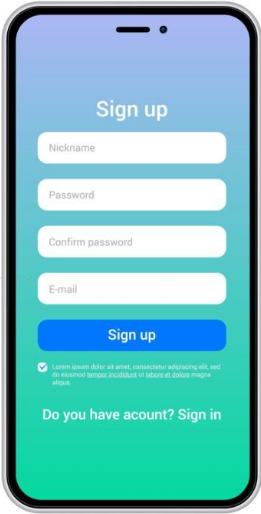 Sign up
Nickname
Password
Confirm password
E-mail
Sign up
Lorem ipsum dolor sit amet, consectetur adipiscing elit, sed
do eiusmod tempor incididunt ut labore et dolore magna
aliqua.
Do you have acount? Sign in